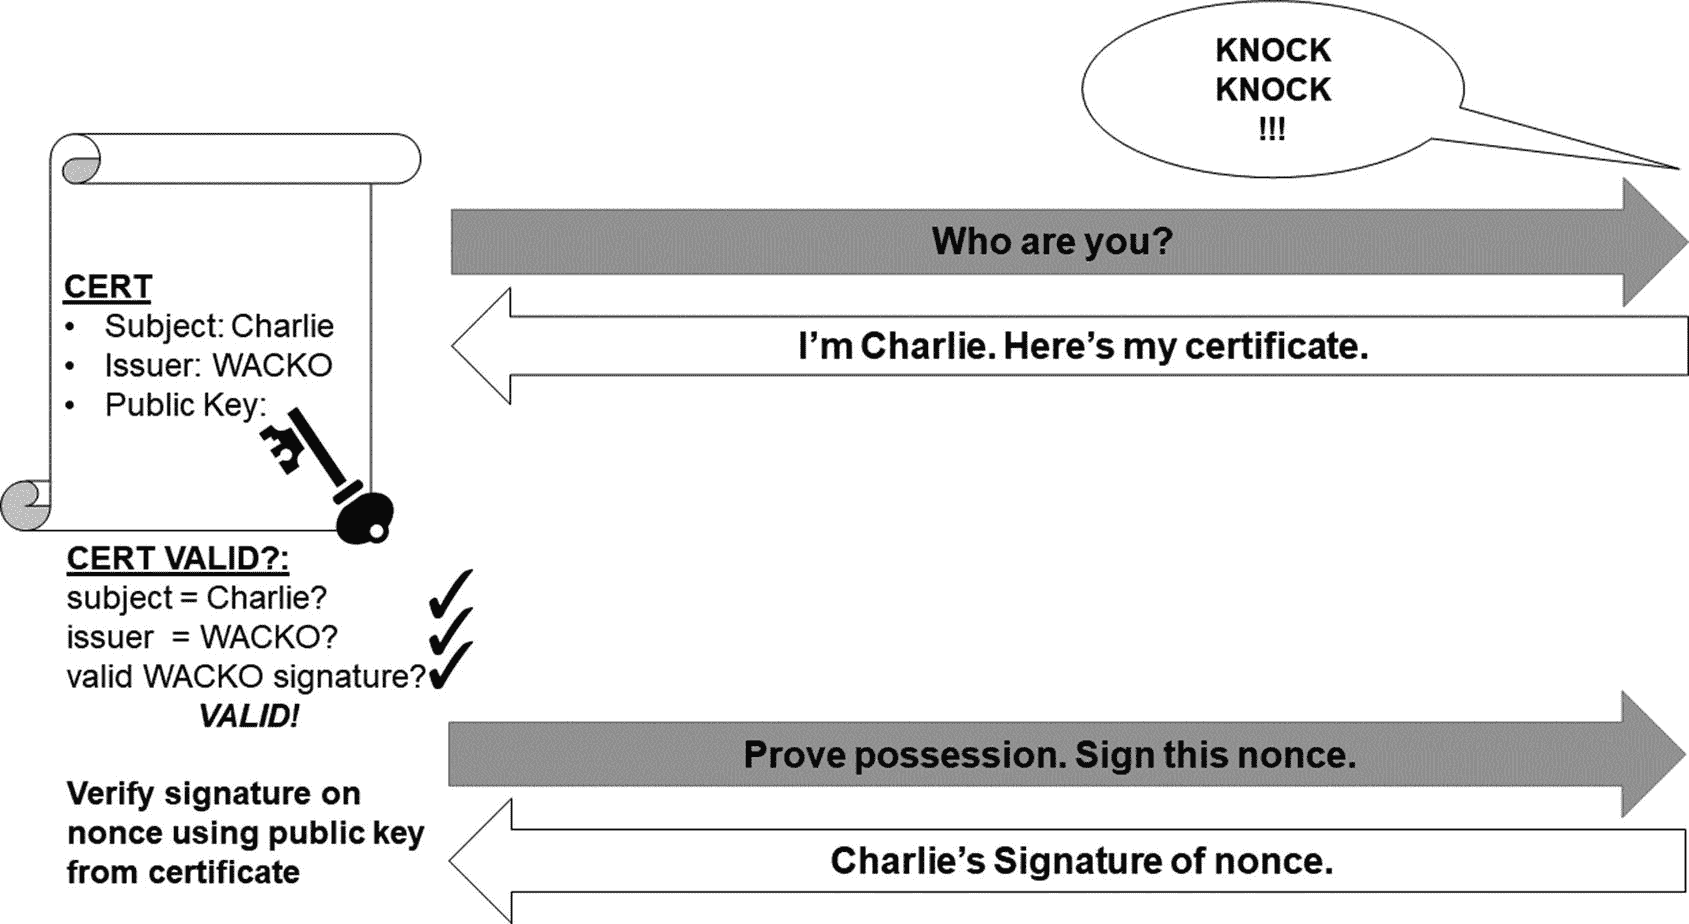 KNOCK
KNOCK
!!!
Who are you?
I'm Charlie. Here's my certificate.
CERT
• Subject: Charlie
• Issuer: WACKO
• Public Key:
CERT VALID?:
subject = Charlie?
issuer = WACKO?
valid WACKO signature?
VALID!
Prove possession. Sign this nonce.
Verify signature on
nonce using public key
from certificate
Charlie's Signature of nonce.